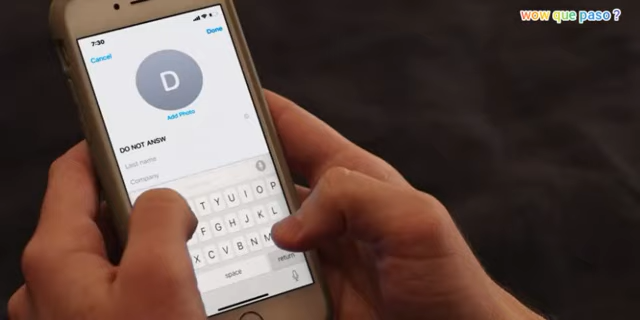 wow que paso ?
7:30
Cancel
Done
D
Add Photo
DO NOT ANSW
Last name
Company
T Y U I O P
F G H J K L
X C V B N M
space
return